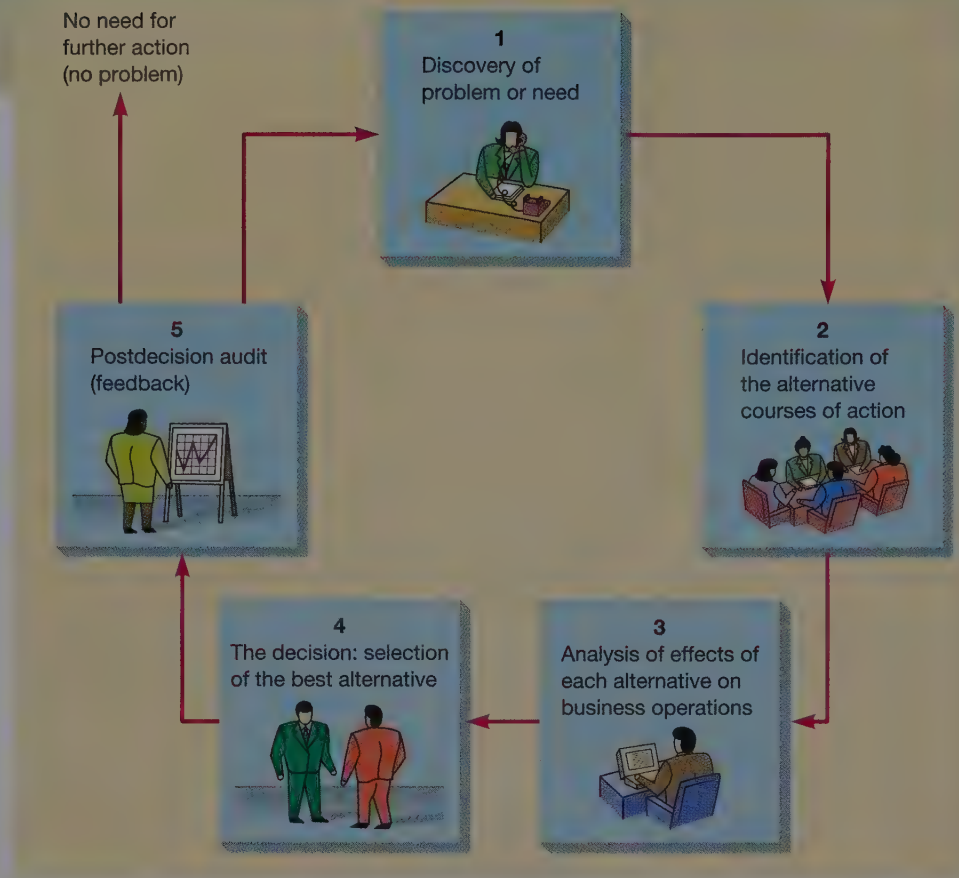 No need for
further action
(no problem)
1
Discovery of
problem or need
2
Identification of
the alternative
courses of action
3
Analysis of effects of
each alternative on
business operations
4
The decision: selection
of the best alternative
5
Postdecision audit
(feedback)